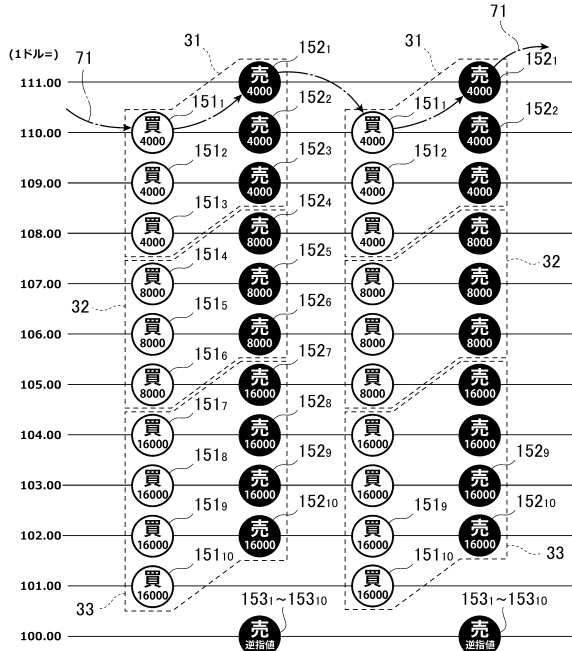 (1ドル=)
71
31
152₁
31
71
152₁
111.00
売 4000
売 4000
151₁
152₂
151₁
152₂
110.00
買 4000
売 4000
買 4000
売 4000
151₂
152₃
151₂
109.00
買 4000
売 4000
買 4000
売 4000
151₃
152₄
108.00
買 4000
売 8000
買 4000
売 8000
151₄
152₅
32
107.00
買 8000
売 8000
買 8000
売 8000
32
151₅
152₆
106.00
買 8000
売 8000
買 8000
売 8000
151₆
152₇
105.00
買 8000
売 16000
買 8000
売 16000
151₇
152₈
104.00
買 16000
売 16000
買 16000
売 16000
151₈
152₉
152₉
103.00
買 16000
売 16000
買 16000
売 16000
151₉
152₁₀
151₉
152₁₀
102.00
買 16000
売 16000
買 16000
売 16000
151₁₀
151₁₀
33
101.00
買 16000
買 16000
33
153₁~153₁₀
153₁~153₁₀
100.00
売 逆指値
売 逆指値